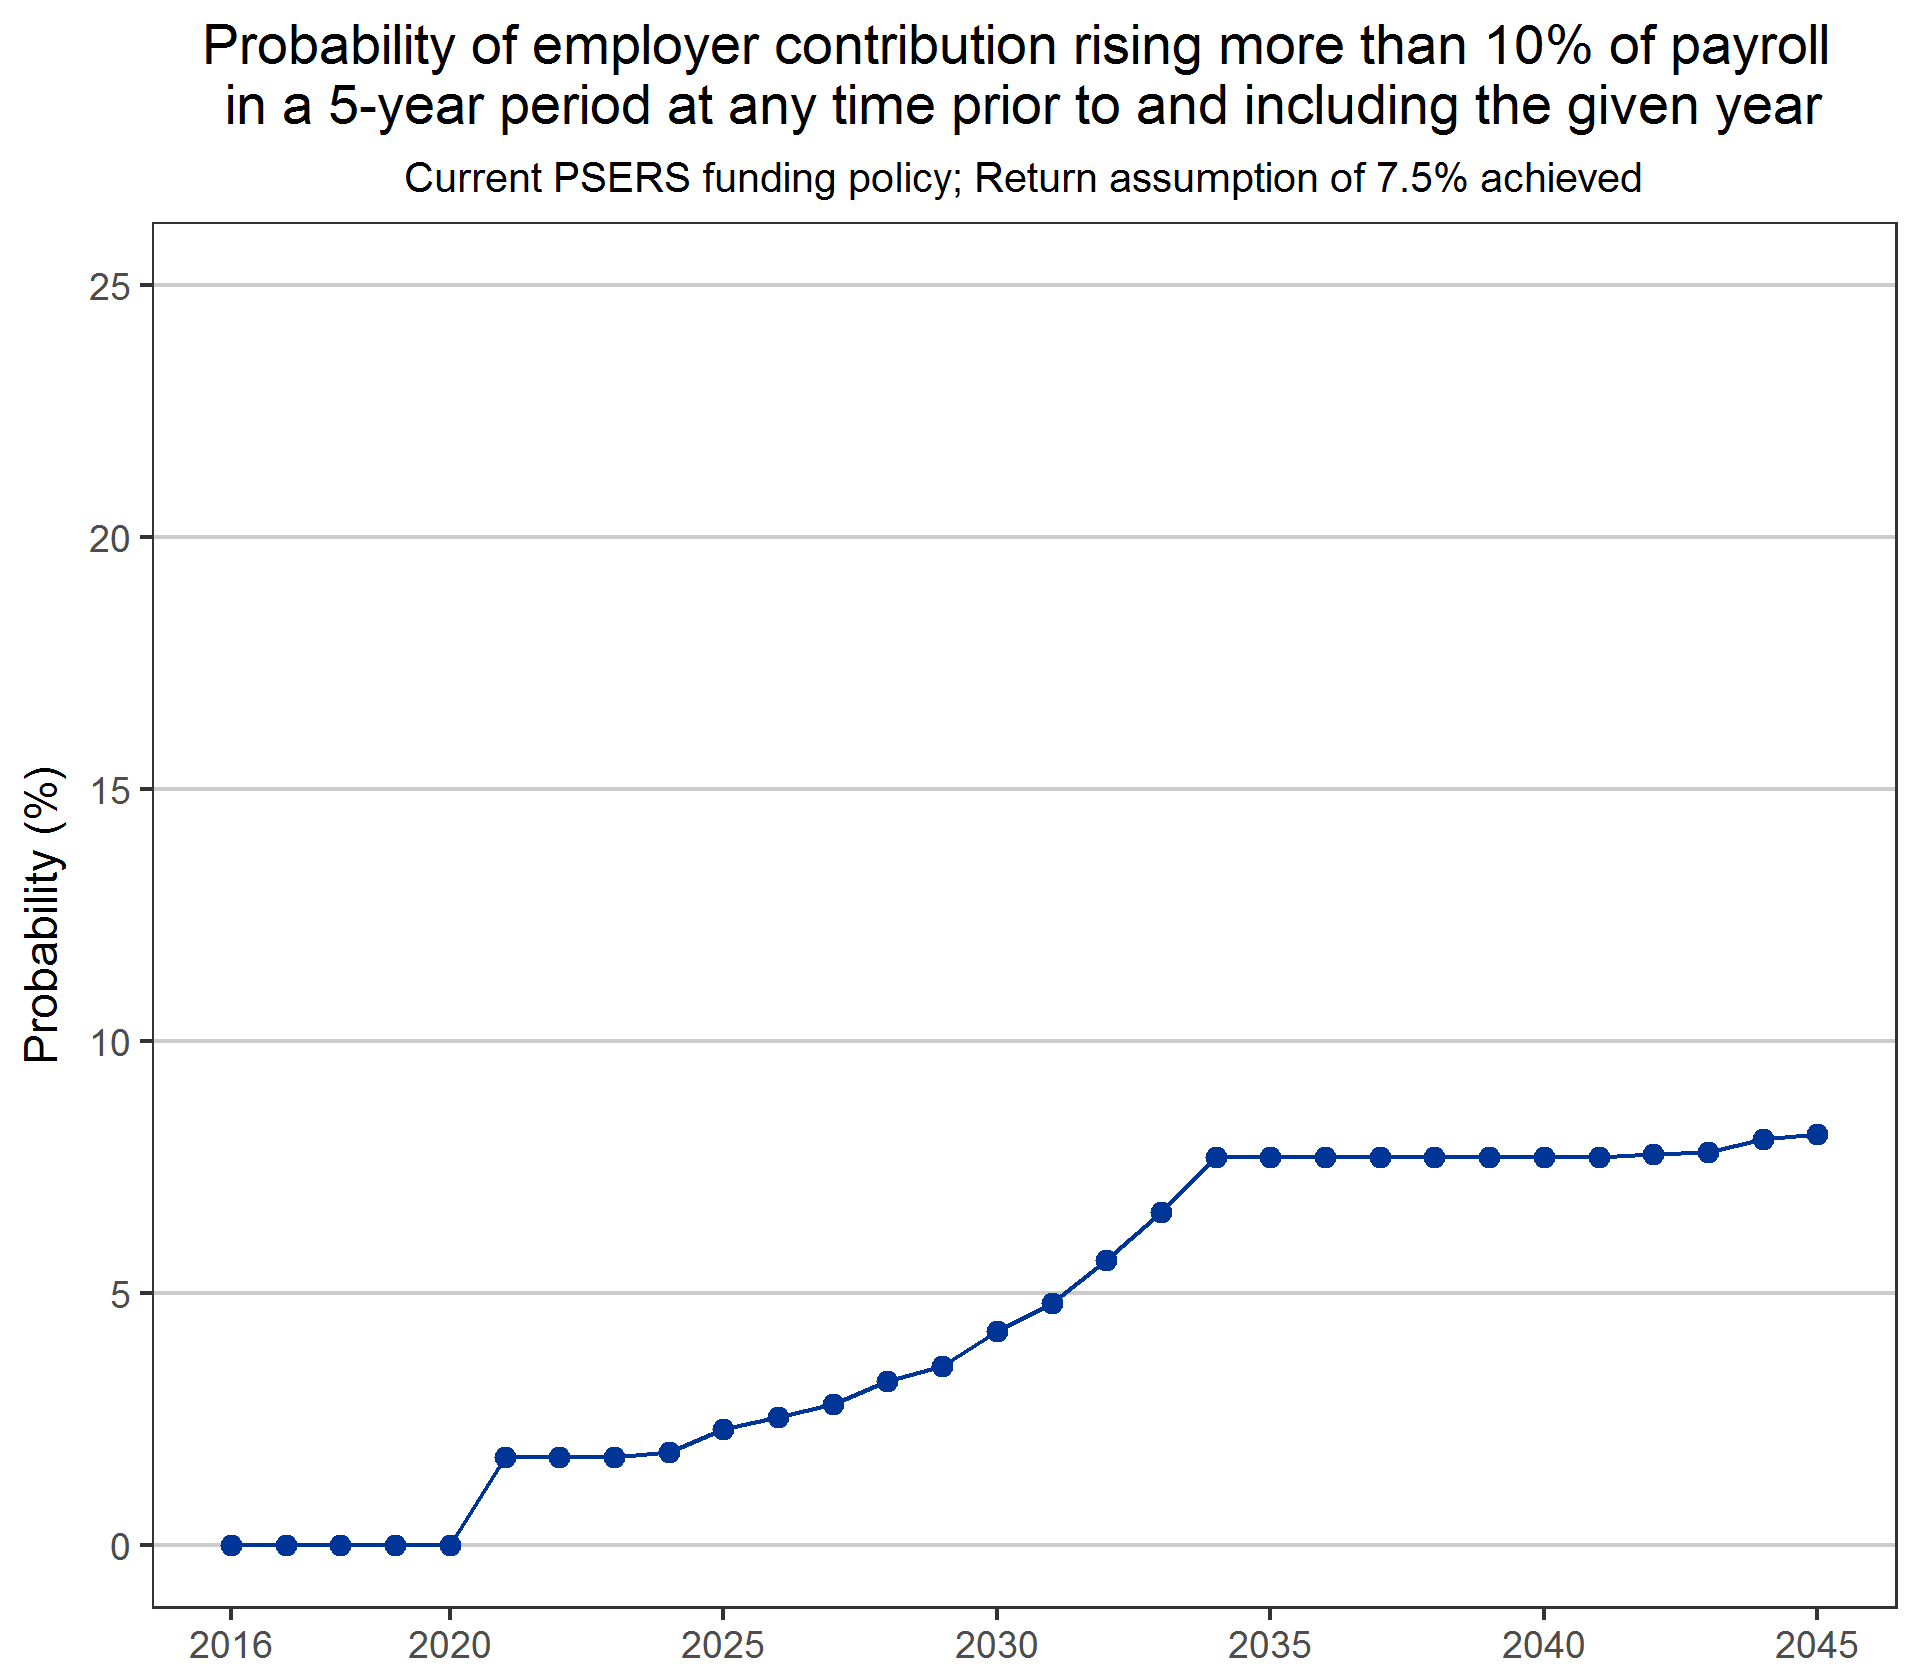 Probability of employer contribution rising more than 10% of payroll
in a 5-year period at any time prior to and including the given year
Current PSERS funding policy; Return assumption of 7.5% achieved
Probability (%)
25
20
15
10
5
0
2016 2020 2025 2030 2035 2040 2045